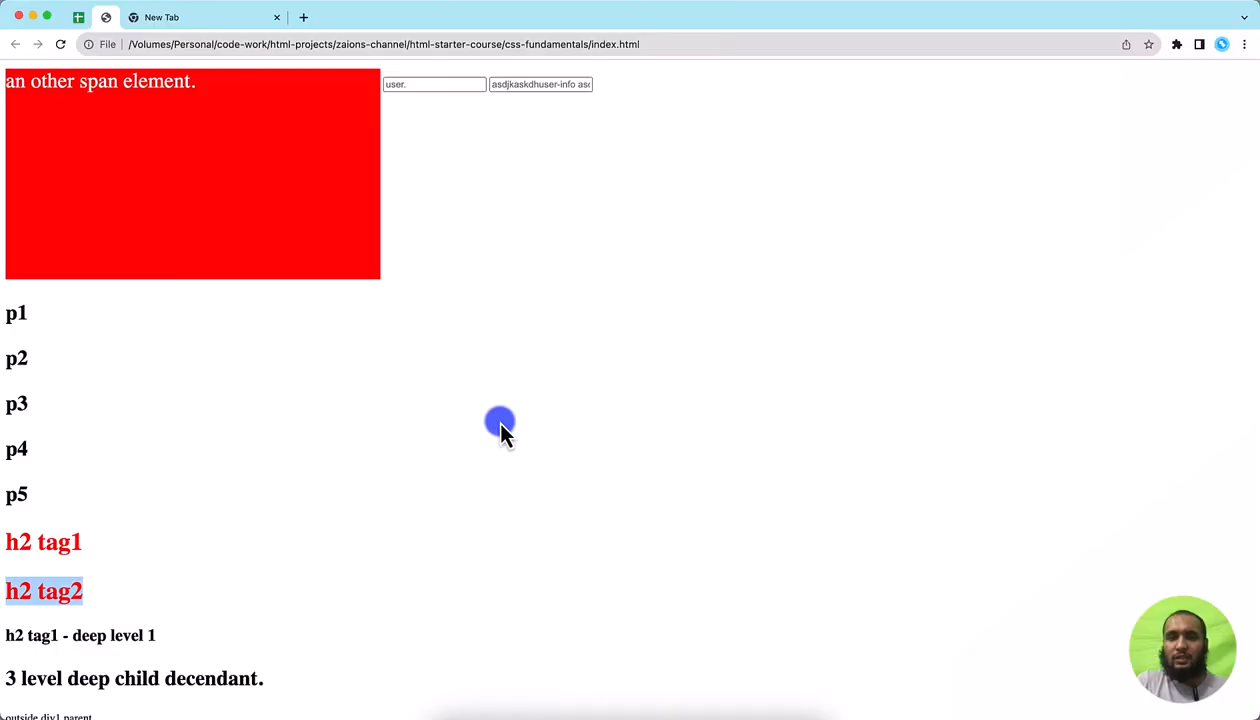 New Tab
File
/Volumes/Personal/code-work/html-projects/zaions-channel/html-starter-course/css-fundamentals/index.html
an other span element.
user.
asdjkaskdhuser-info
p1
p2
p3
p4
p5
h2 tag1
h2 tag2
h2 tag1 - deep level 1
3 level deep child decendant.
outside div1 parent